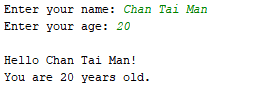 Enter your name: Chan Tai Man
Enter your age: 20
Hello Chan Tai Man!
You are 20 years old.